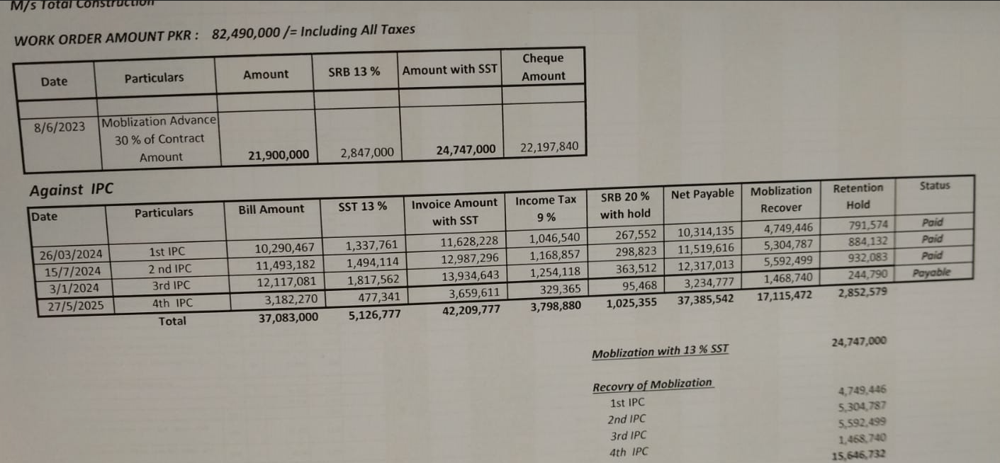 M/s Total Construction
WORK ORDER AMOUNT PKR : 82,490,000 /= Including All Taxes
Date Particulars Amount SRB 13 % Amount with SST Cheque Amount
8/6/2023 Moblization Advance 30 % of Contract Amount 21,900,000 2,847,000 24,747,000 22,197,840
Against IPC
Date Particulars Bill Amount SST 13 % Invoice Amount with SST Income Tax 9 % SRB 20 % with hold Net Payable Moblization Recover Retention Hold Status
26/03/2024 1st IPC 10,290,467 1,337,761 11,628,228 1,046,540 267,552 10,314,135 4,749,446 791,574 Paid
15/7/2024 2 nd IPC 11,493,182 1,494,114 12,987,296 1,168,857 298,823 11,519,616 5,304,787 884,132 Paid
3/1/2024 3rd IPC 12,117,081 1,817,562 13,934,643 1,254,118 363,512 12,317,013 5,592,499 932,083 Paid
27/5/2025 4th IPC 3,182,270 477,341 3,659,611 329,365 95,468 3,234,777 1,468,740 244,790 Payable
Total 37,083,000 5,126,777 42,209,777 3,798,880 1,025,355 37,385,542 17,115,472 2,852,579
Moblization with 13 % SST 24,747,000
Recovry of Moblization
1st IPC 4,749,446
2nd IPC 5,304,787
3rd IPC 5,592,499
4th IPC 1,468,740
15,646,732